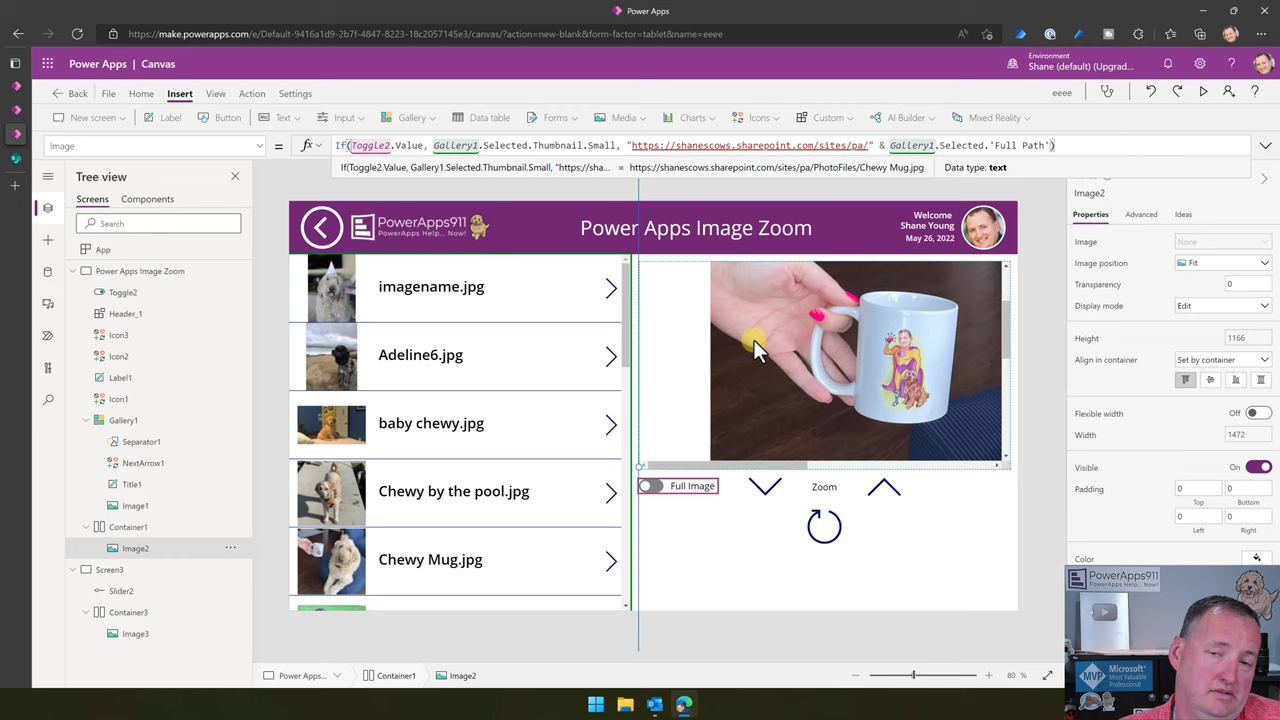 Power Apps
https://make.powerapps.com/e/Default-9418a1d9-2b7f-4b47-8223-18c2057145e3/canvas/?action=new-blank&form-factor=tablet&name=eeee
Power Apps | Canvas
Environment
Shane (default) (Upgrad...
Back File Home Insert View Action Settings
eeee
New screen Label Button Text Input Gallery Data table Forms Media Charts Icons Custom AI Builder Mixed Reality
Image = fx If(Toggle2.Value, Gallery1.Selected.Thumbnail.Small, "https://shanescows.sharepoint.com/sites/pa/" & Gallery1.Selected.'Full Path')
If(Toggle2.Value, Gallery1.Selected.Thumbnail.Small, "https://sha... = https://shanescows.sharepoint.com/sites/pa/PhotoFiles/Chewy Mug.jpg Data type: text
Tree view
Screens Components
Search
App
Power Apps Image Zoom
Toggle2
Header_1
Icon3
Icon2
Label1
Icon1
Gallery1
Separator1
NextArrow1
Title1
Image1
Container1
Image2 ...
Screen3
Slider2
Container3
Image3
PowerApps911
PowerApps Help... Now!
Power Apps Image Zoom
Welcome
Shane Young
May 26, 2022
imagename.jpg
Adeline6.jpg
baby chewy.jpg
Chewy by the pool.jpg
Chewy Mug.jpg
Full Image
Zoom
Image2
Properties Advanced Ideas
Image None
Image position Fit
Transparency 0
Display mode Edit
Height 1166
Align in container Set by container
Flexible width Off
Width 1472
Visible On
Padding 0 0
Top Bottom
0 0
Left Right
Color
PowerApps911
PowerApps Help... Now!
MVP
Microsoft®
Most Valuable
Professional
Power Apps... Container1 Image2
80 %